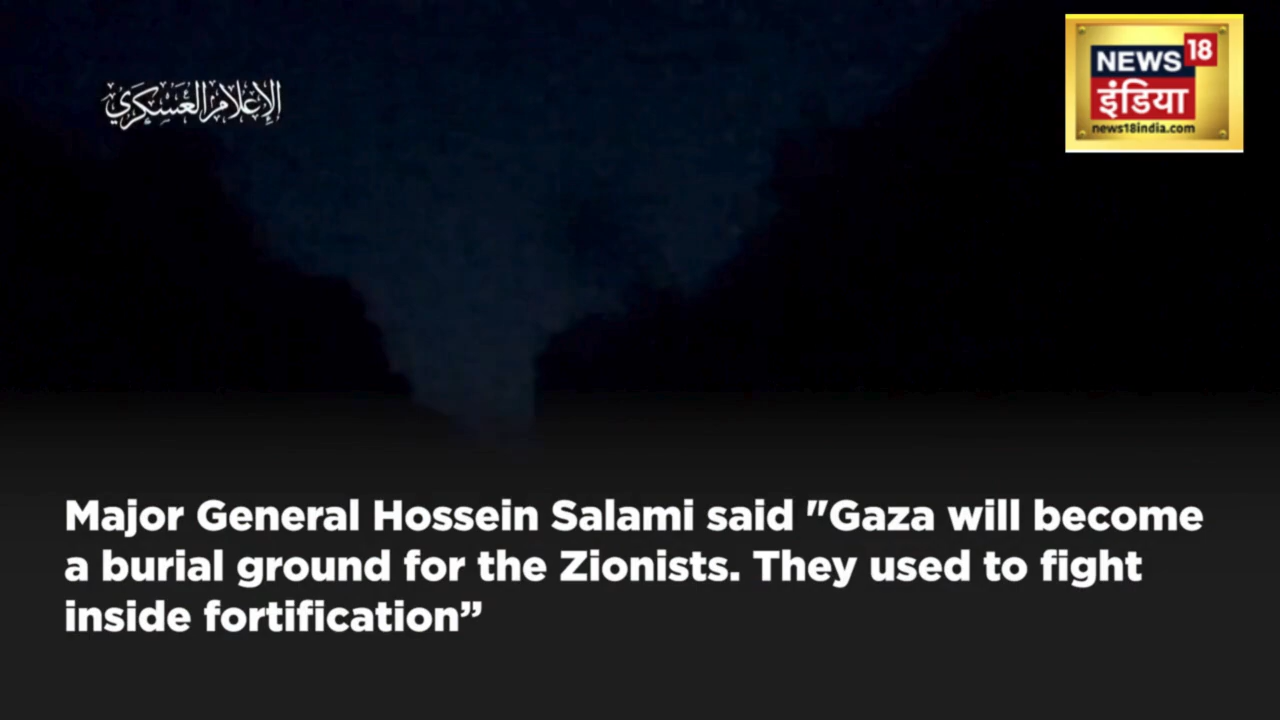 الإعلام العسكري
NEWS 18
इंडिया
news18india.com
Major General Hossein Salami said "Gaza will become
a burial ground for the Zionists. They used to fight
inside fortification”